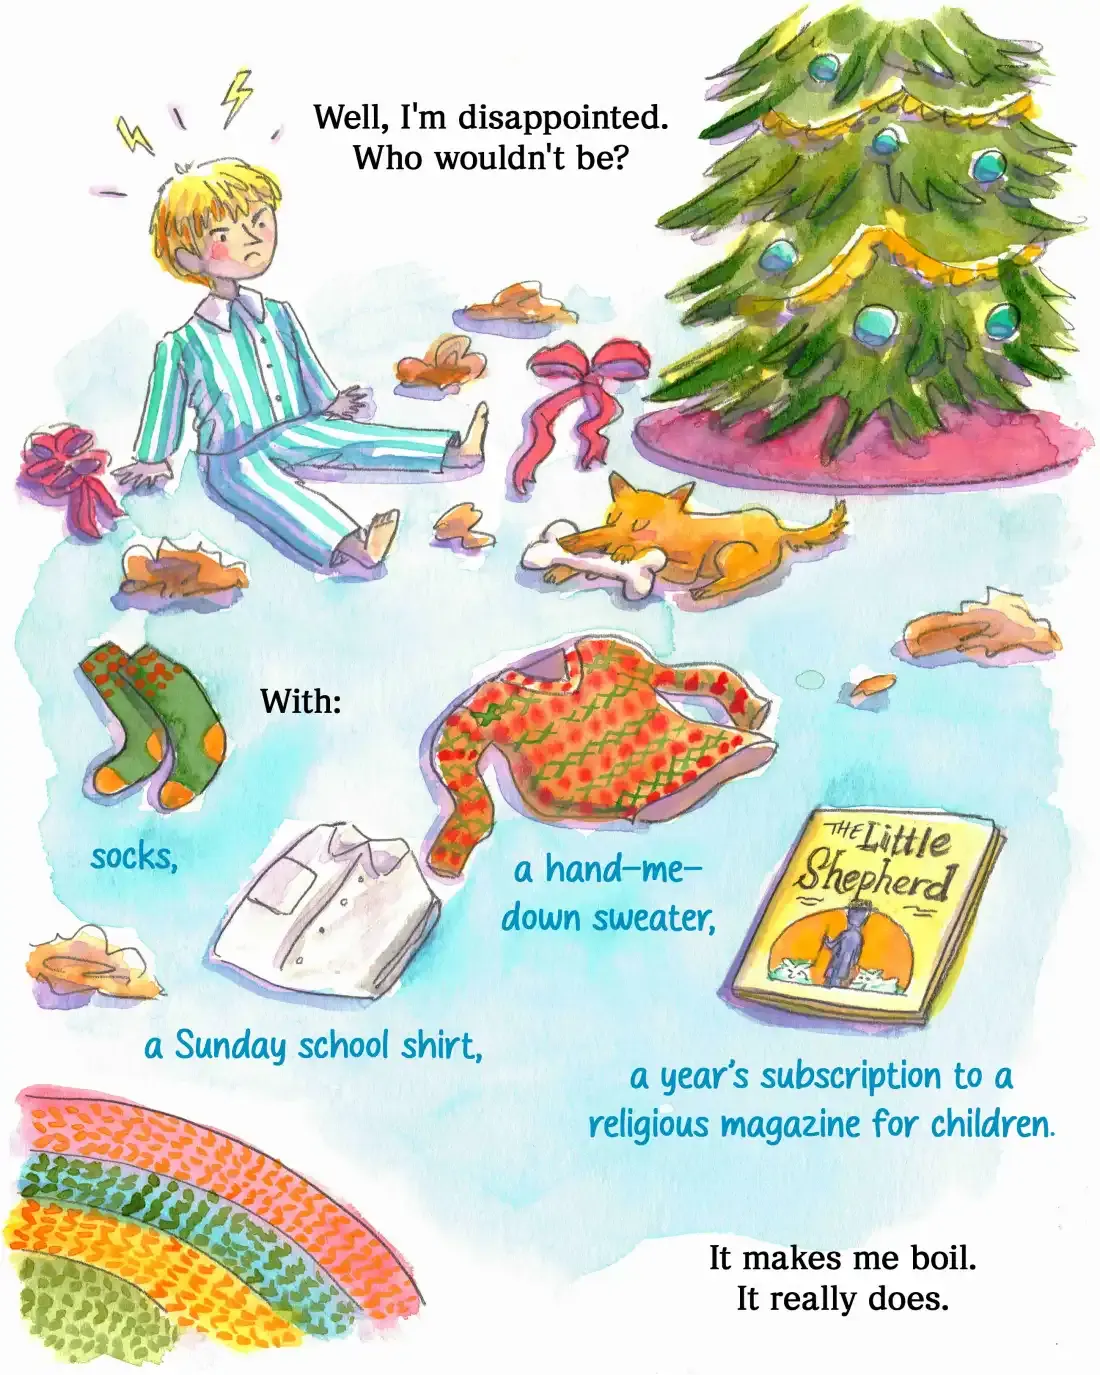 Well, I'm disappointed.
Who wouldn't be?
With:
socks,
a hand-me-
down sweater,
THE Little
Shepherd
a Sunday school shirt,
a year's subscription to a
religious magazine for children.
It makes me boil.
It really does.